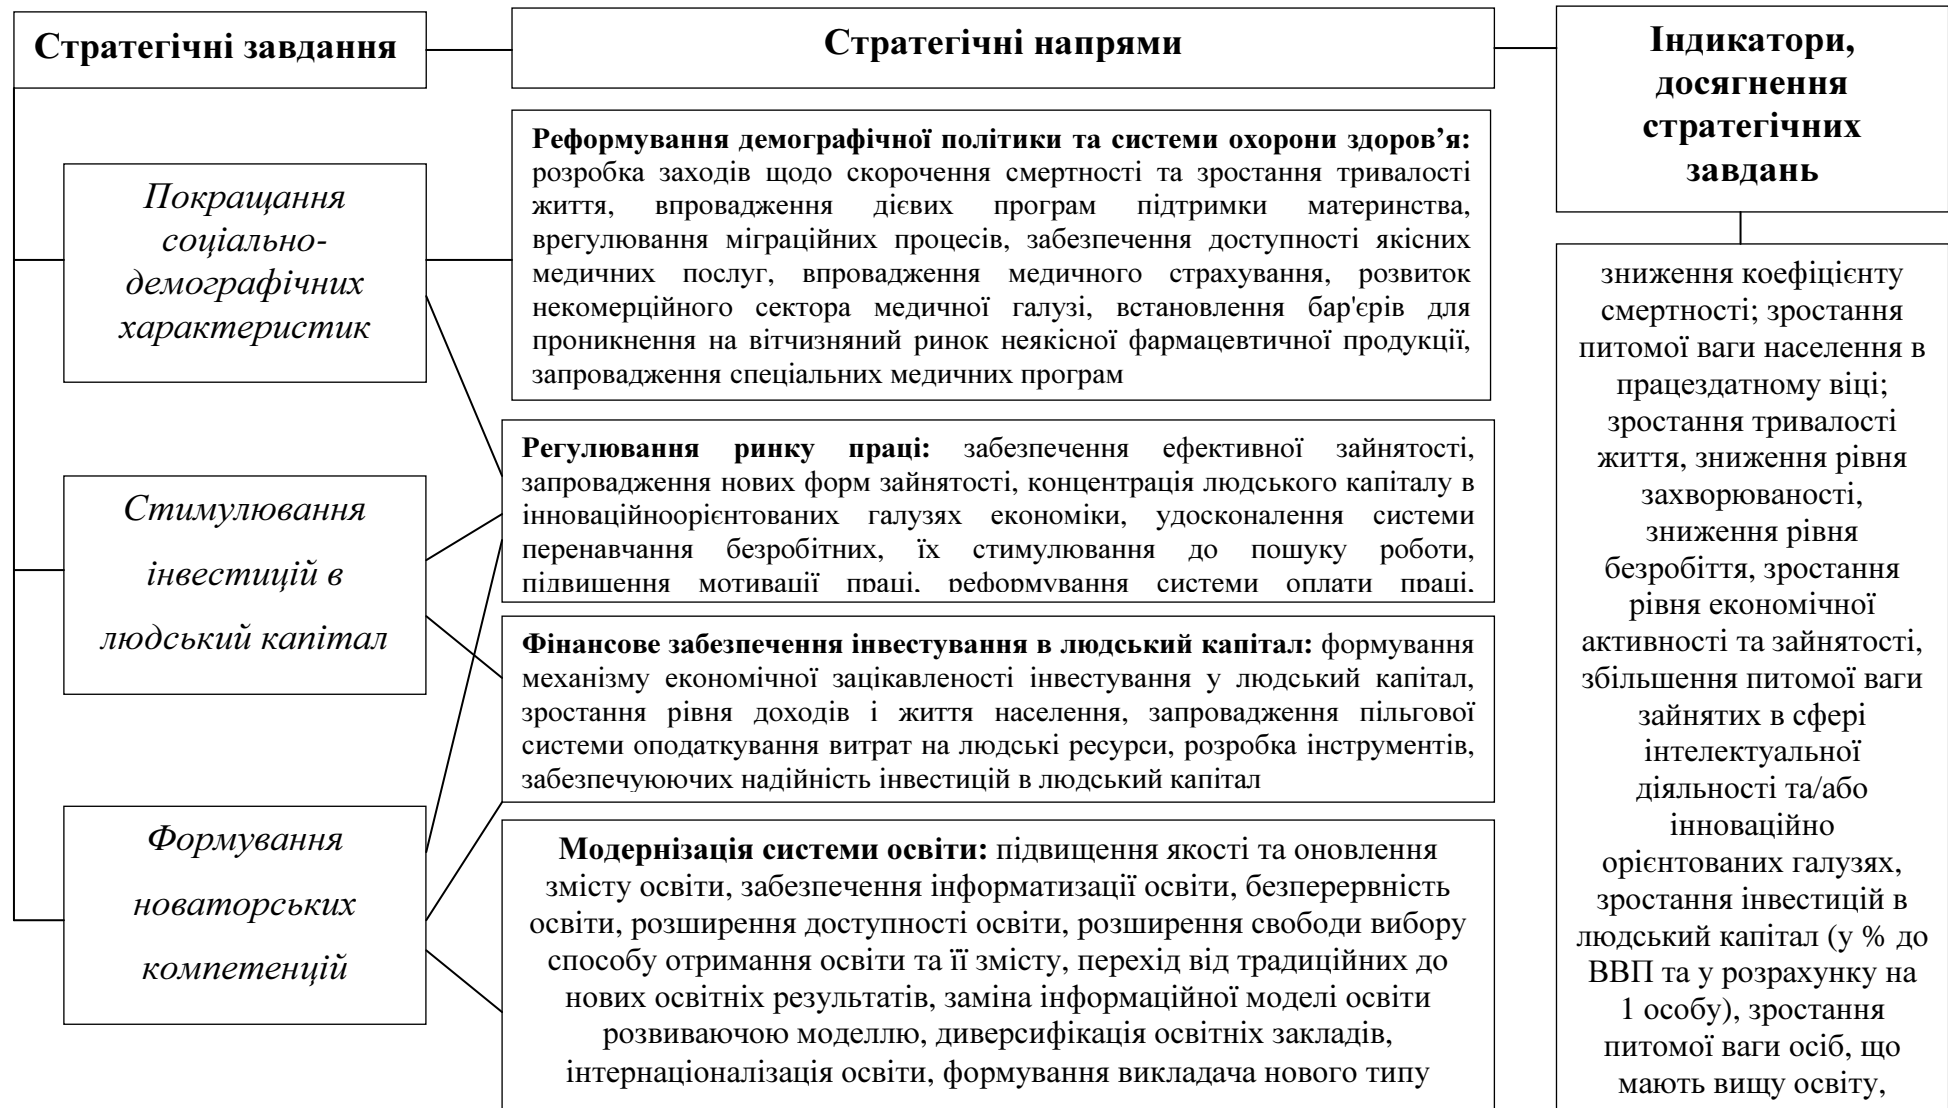 Стратегічні завдання
Стратегічні напрями
Індикатори,
досягнення
стратегічних
завдань
Покращання
соціально-
демографічних
характеристик
Стимулювання
інвестицій в
людський капітал
Формування
новаторських
компетенцій
Реформування демографічної політики та системи охорони здоров’я:
розробка заходів щодо скорочення смертності та зростання тривалості
життя, впровадження дієвих програм підтримки материнства,
врегулювання міграційних процесів, забезпечення доступності якісних
медичних послуг, впровадження медичного страхування, розвиток
некомерційного сектора медичної галузі, встановлення бар'єрів для
проникнення на вітчизняний ринок неякісної фармацевтичної продукції,
запровадження спеціальних медичних програм
Регулювання ринку праці: забезпечення ефективної зайнятості,
запровадження нових форм зайнятості, концентрація людського капіталу в
інноваційноорієнтованих галузях економіки, удосконалення системи
перенавчання безробітних, їх стимулювання до пошуку роботи,
підвищення мотивації праці, реформування системи оплати праці,
Фінансове забезпечення інвестування в людський капітал: формування
механізму економічної зацікавленості інвестування у людський капітал,
зростання рівня доходів і життя населення, запровадження пільгової
системи оподаткування витрат на людські ресурси, розробка інструментів,
забезпечуюючих надійність інвестицій в людський капітал
Модернізація системи освіти: підвищення якості та оновлення
змісту освіти, забезпечення інформатизації освіти, безперервність
освіти, розширення доступності освіти, розширення свободи вибору
способу отримання освіти та її змісту, перехід від традиційних до
нових освітніх результатів, заміна інформаційної моделі освіти
розвиваючою моделлю, диверсифікація освітніх закладів,
інтернаціоналізація освіти, формування викладача нового типу
зниження коефіцієнту
смертності; зростання
питомої ваги населення в
працездатному віці;
зростання тривалості
життя, зниження рівня
захворюваності,
зниження рівня
безробіття, зростання
рівня економічної
активності та зайнятості,
збільшення питомої ваги
зайнятих в сфері
інтелектуальної
діяльності та/або
інноваційно
орієнтованих галузях,
зростання інвестицій в
людський капітал (у % до
ВВП та у розрахунку на
1 особу), зростання
питомої ваги осіб, що
мають вищу освіту,